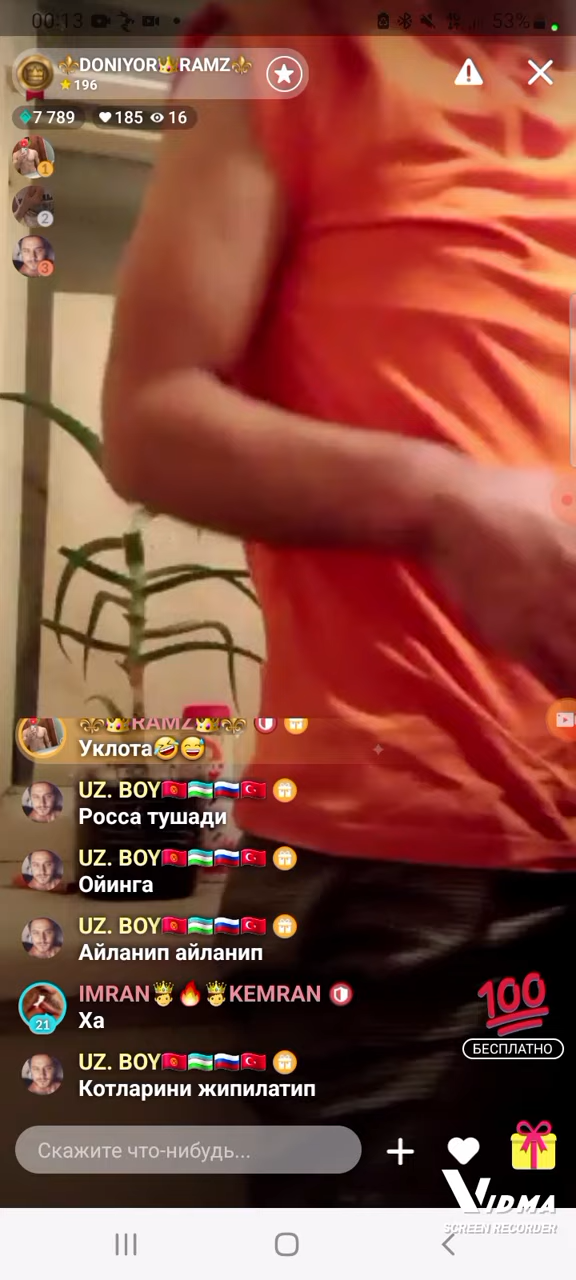 00:13
53%
⚜️DONIYOR👑RAMZ⚜️
196
7 789
185
16
1
2
3
RAMZ
Уклота🤣😅
UZ. BOY🇰🇬🇺🇿🇷🇺🇹🇷
Росса тушади
UZ. BOY🇰🇬🇺🇿🇷🇺🇹🇷
Ойинга
UZ. BOY🇰🇬🇺🇿🇷🇺🇹🇷
Айланип айланип
IMRAN🤴🔥🤴KEMRAN
21
Ха
UZ. BOY🇰🇬🇺🇿🇷🇺🇹🇷
Котларини жипилатип
100
БЕСПЛАТНО
Скажите что-нибудь...
VIDMA
SCREEN RECORDER